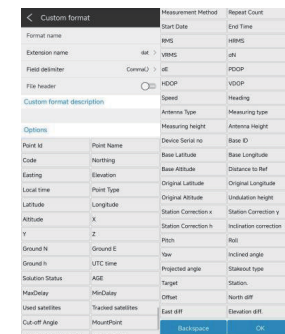 Custom format
Format name
Extension name dat >
Field delimiter Comma(,) >
File header
Custom format description
Options
Point Id Point Name
Code Northing
Easting Elevation
Local time Point Type
Latitude Longitude
Altitude X
Y Z
Ground N Ground E
Ground h UTC time
Solution Status AGE
MaxDelay MinDalay
Used satellites Tracked satellites
Cut-off Angle MountPoint
Measurement Method Repeat Count
Start Date End Time
RMS HRMS
VRMS σN
σE PDOP
HDOP VDOP
Speed Heading
Antenna Type Measuring type
Measuring height Antenna Height
Device Serial no Base ID
Base Latitude Base Longitude
Base Altitude Distance to Ref
Original Latitude Original Longitude
Original Altitude Undulation height
Station Correction x Station Correction y
Station Correction h Inclination correction
Pitch Roll
Yaw Inclined angle
Projected angle Stakeout type
Target Station.
Offset North diff
East diff Elevation diff.
Backspace OK